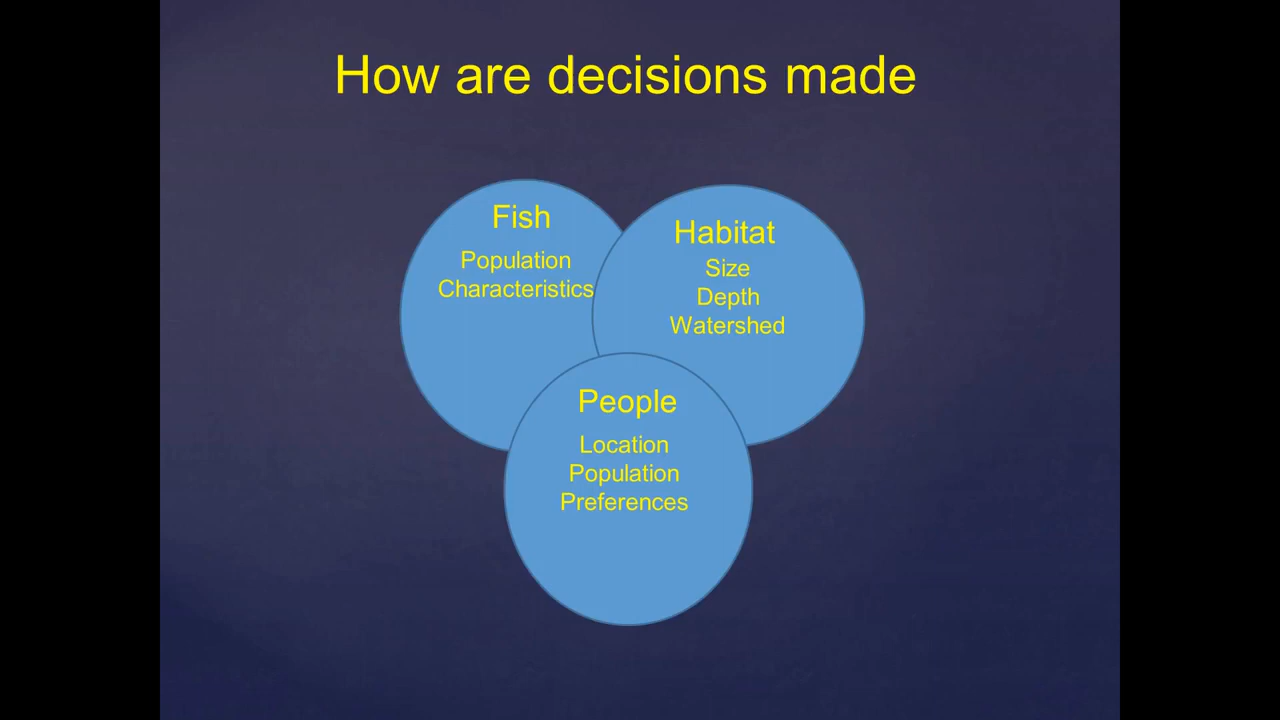 How are decisions made
Fish
Population
Characteristics
Habitat
Size
Depth
Watershed
People
Location
Population
Preferences